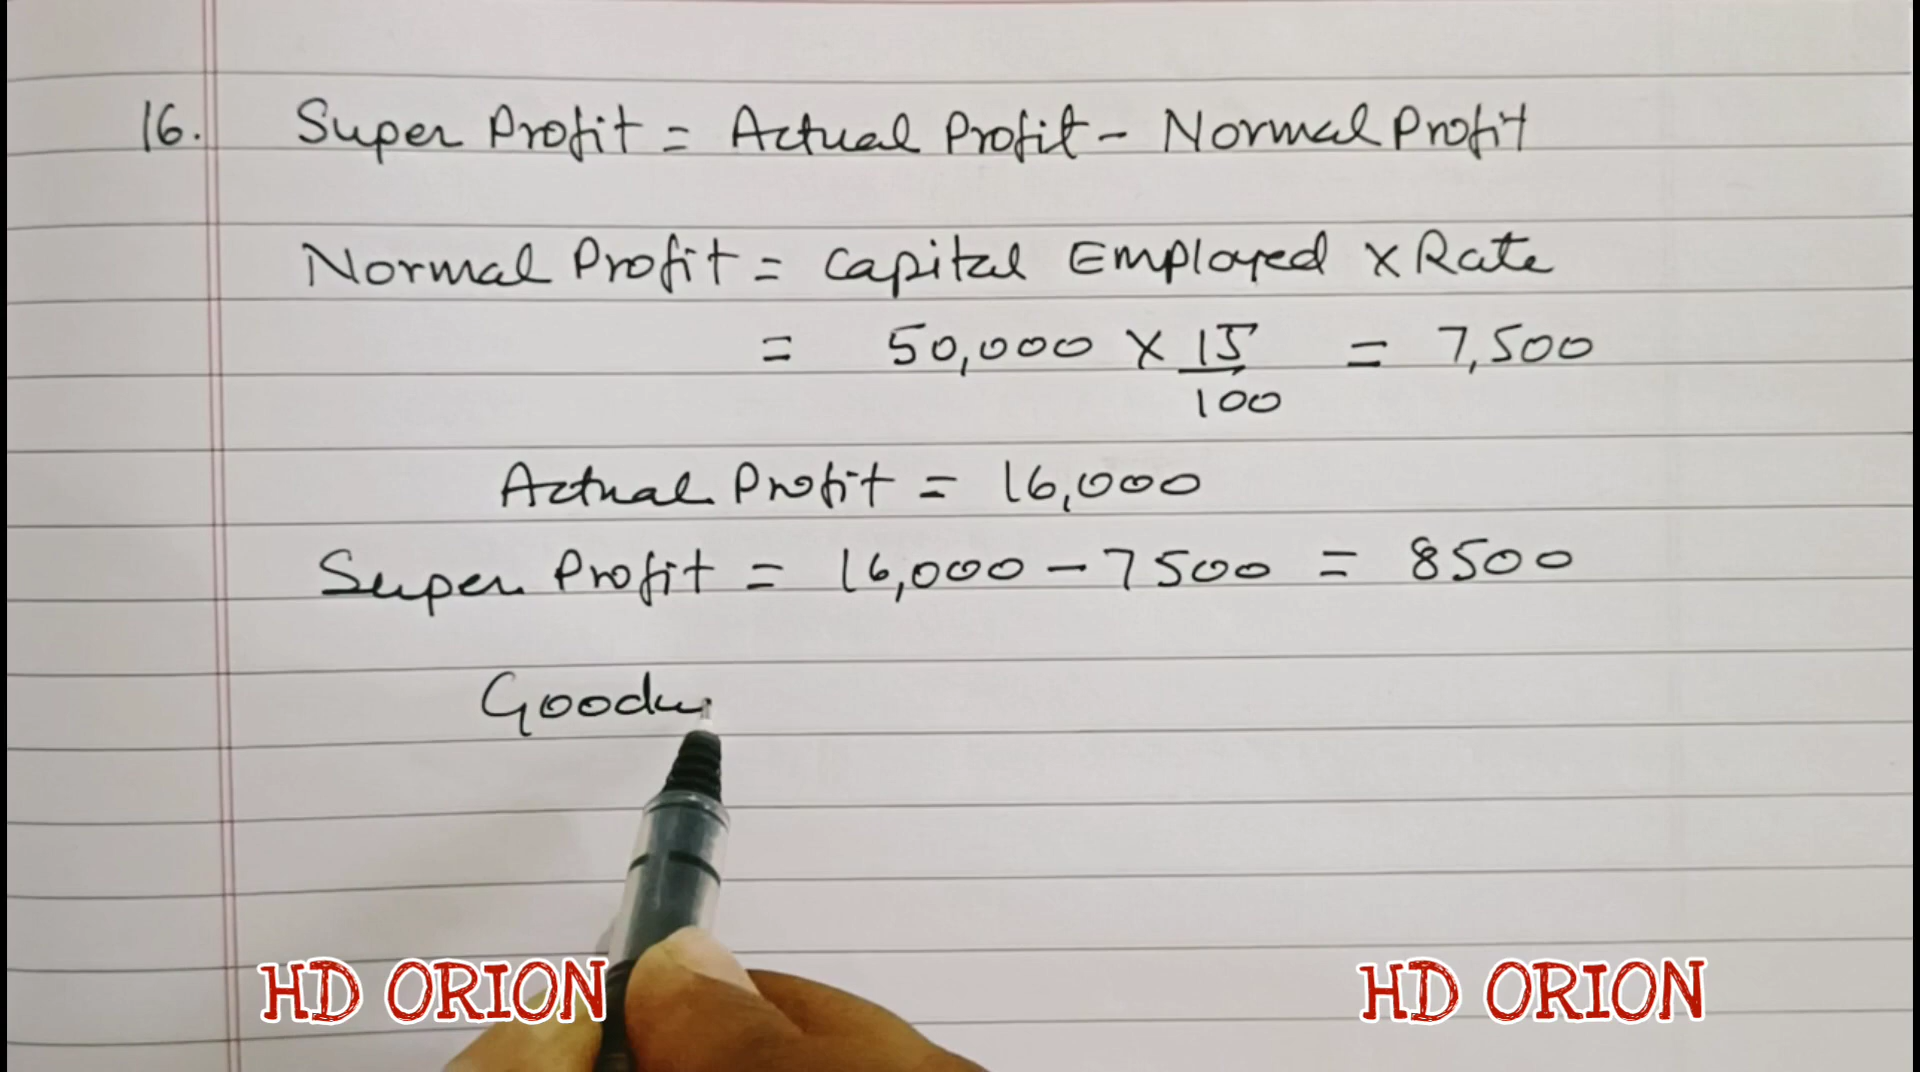 16. Super Profit = Actual Profit - Normal Profit
Normal Profit = Capital Employed x Rate
= 50,000 x 15/100 = 7,500
Actual Profit = 16,000
Super Profit = 16,000 - 7500 = 8500
Goodw
HD ORION HD ORION